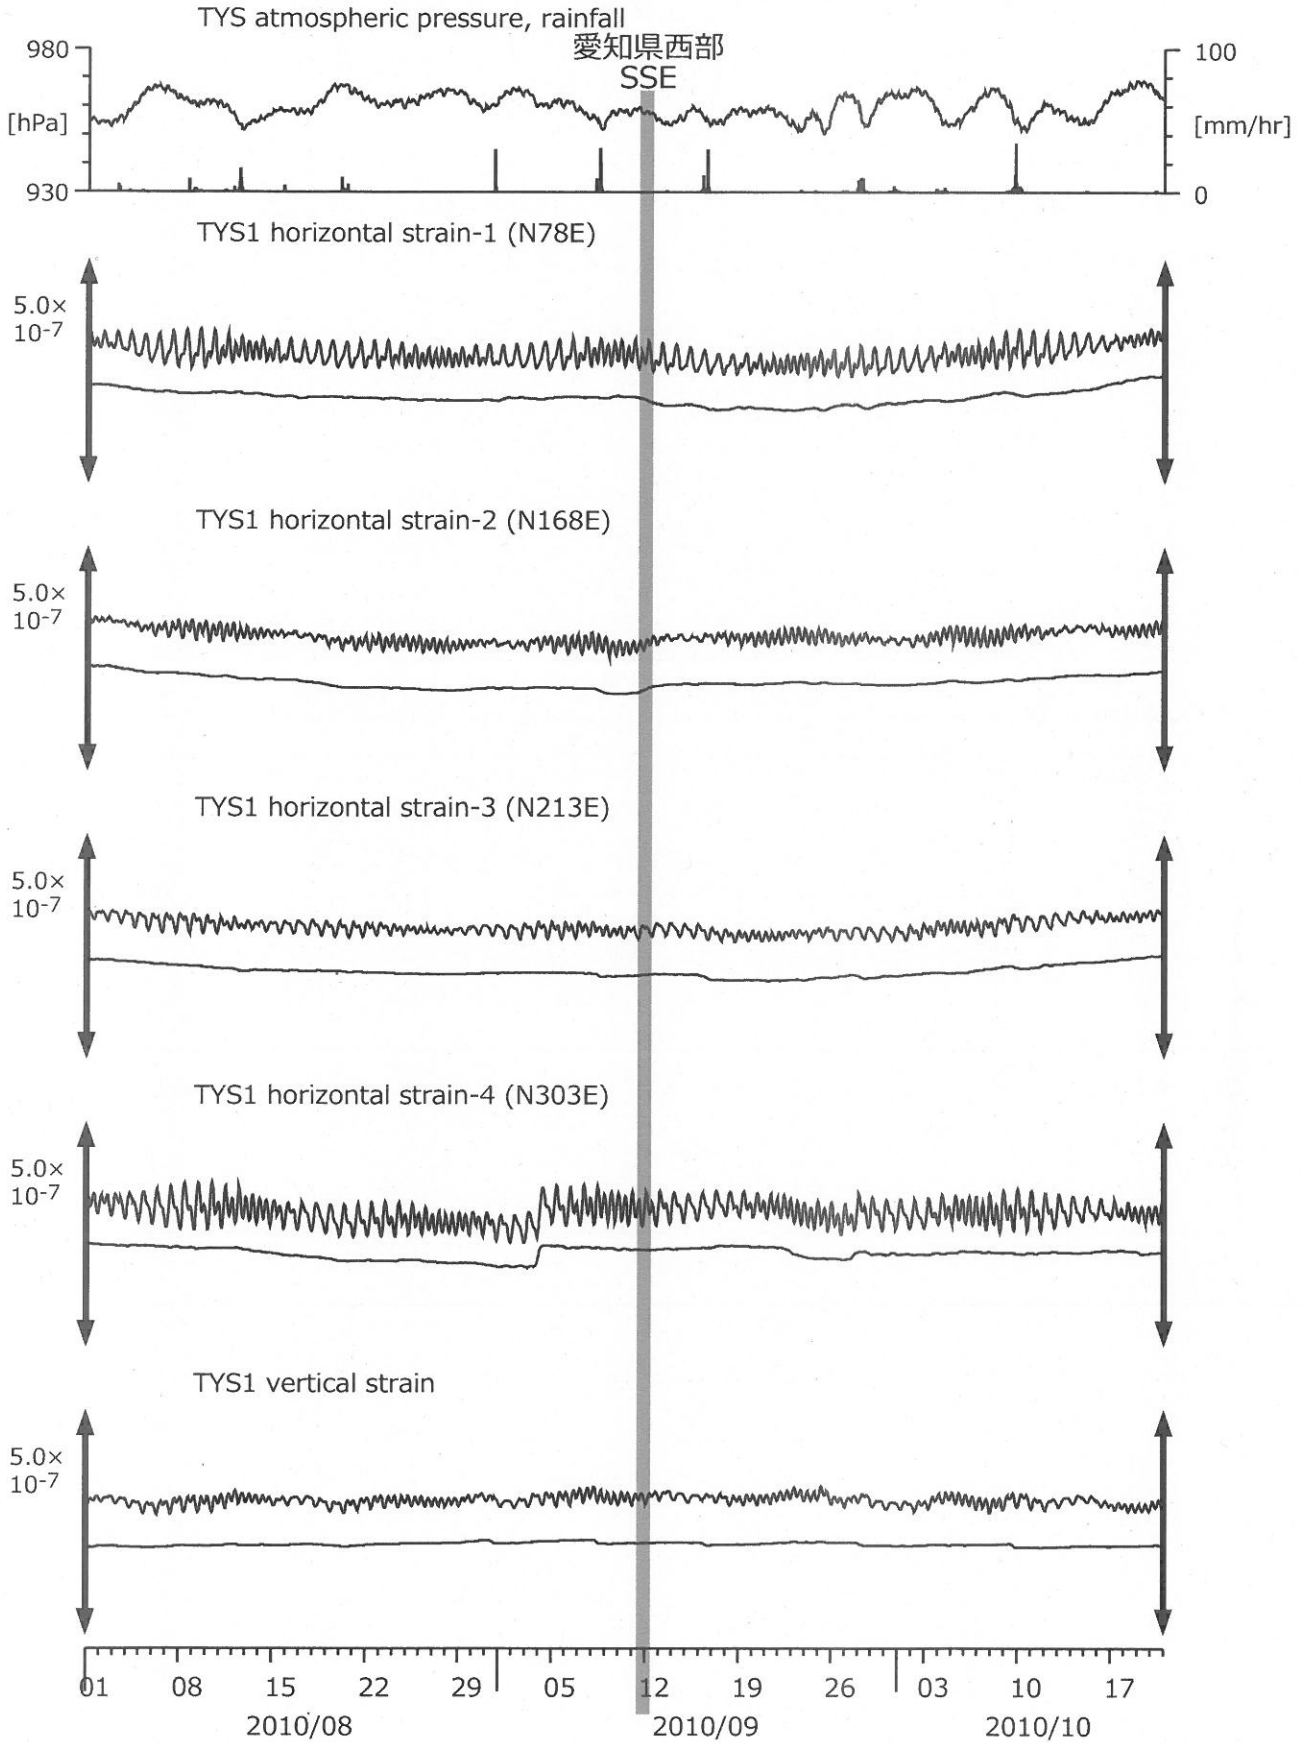 TYS atmospheric pressure, rainfall
愛知県西部
SSE
980
[hPa]
930
100
[mm/hr]
0
TYS1 horizontal strain-1 (N78E)
5.0×
10-7
TYS1 horizontal strain-2 (N168E)
5.0×
10-7
TYS1 horizontal strain-3 (N213E)
5.0×
10-7
TYS1 horizontal strain-4 (N303E)
5.0×
10-7
TYS1 vertical strain
5.0×
10-7
01 08 15 22 29 05 12 19 26 03 10 17
2010/08 2010/09 2010/10